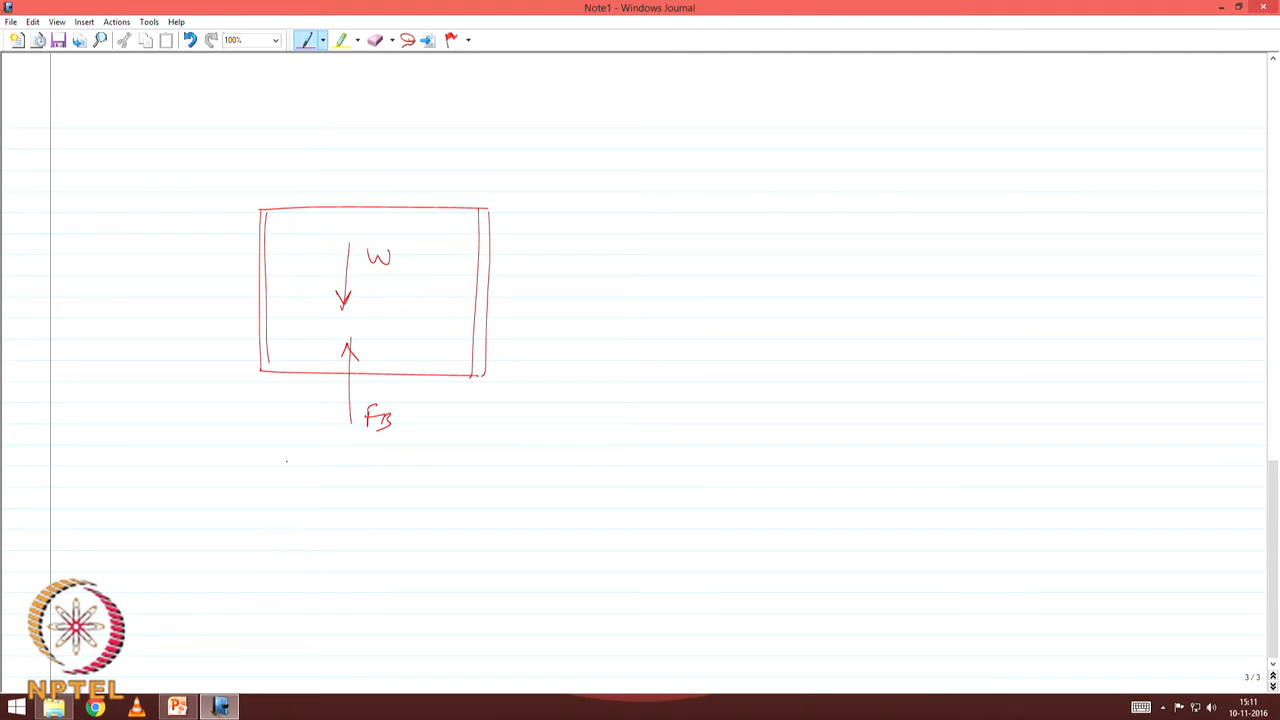 Note1 - Windows Journal
File Edit View Insert Actions Tools Help
100%
W
FB
3 / 3
NPTEL
15:11
10-11-2016